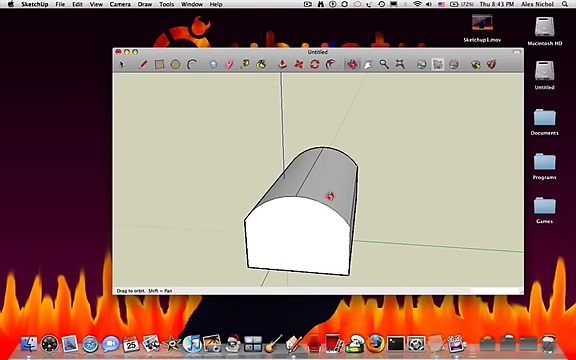 SketchUp File Edit View Camera Draw Tools Window Help (72%) Thu 8:43 PM Alex Nichol
Sketchup1.mov
Macintosh HD
Untitled
Untitled
Documents
Programs
Games
Drag to orbit. Shift = Pan